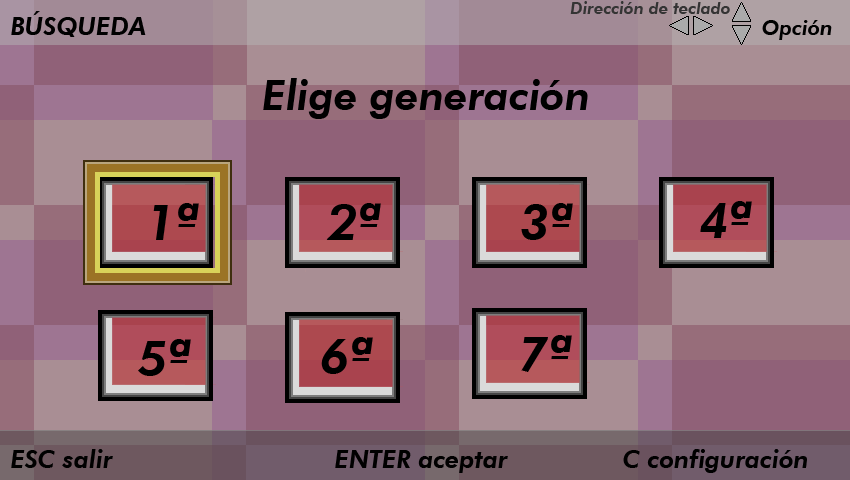 Dirección de teclado
BÚSQUEDA
Opción
Elige generación
1ª 2ª 3ª 4ª
5ª 6ª 7ª
ESC salir ENTER aceptar C configuración